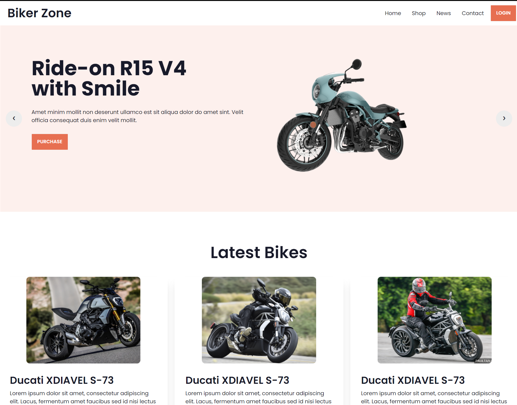 Biker Zone
Home Shop News Contact LOGIN
Ride-on R15 V4
with Smile
Amet minim mollit non deserunt ullamco est sit aliqua dolor do amet sint. Velit
officia consequat duis enim velit mollit.
PURCHASE
Latest Bikes
Ducati XDIAVEL S-73
Lorem ipsum dolor sit amet, consectetur adipiscing
elit. Lacus, fermentum amet faucibus sed id nisi lectus
Ducati XDIAVEL S-73
Lorem ipsum dolor sit amet, consectetur adipiscing
elit. Lacus, fermentum amet faucibus sed id nisi lectus
Ducati XDIAVEL S-73
Lorem ipsum dolor sit amet, consectetur adipiscing
elit. Lacus, fermentum amet faucibus sed id nisi lectus